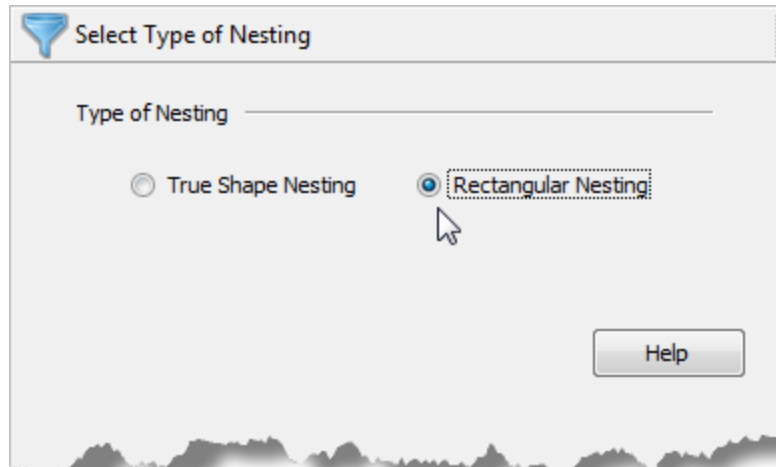 Select Type of Nesting
Type of Nesting
True Shape Nesting Rectangular Nesting
Help